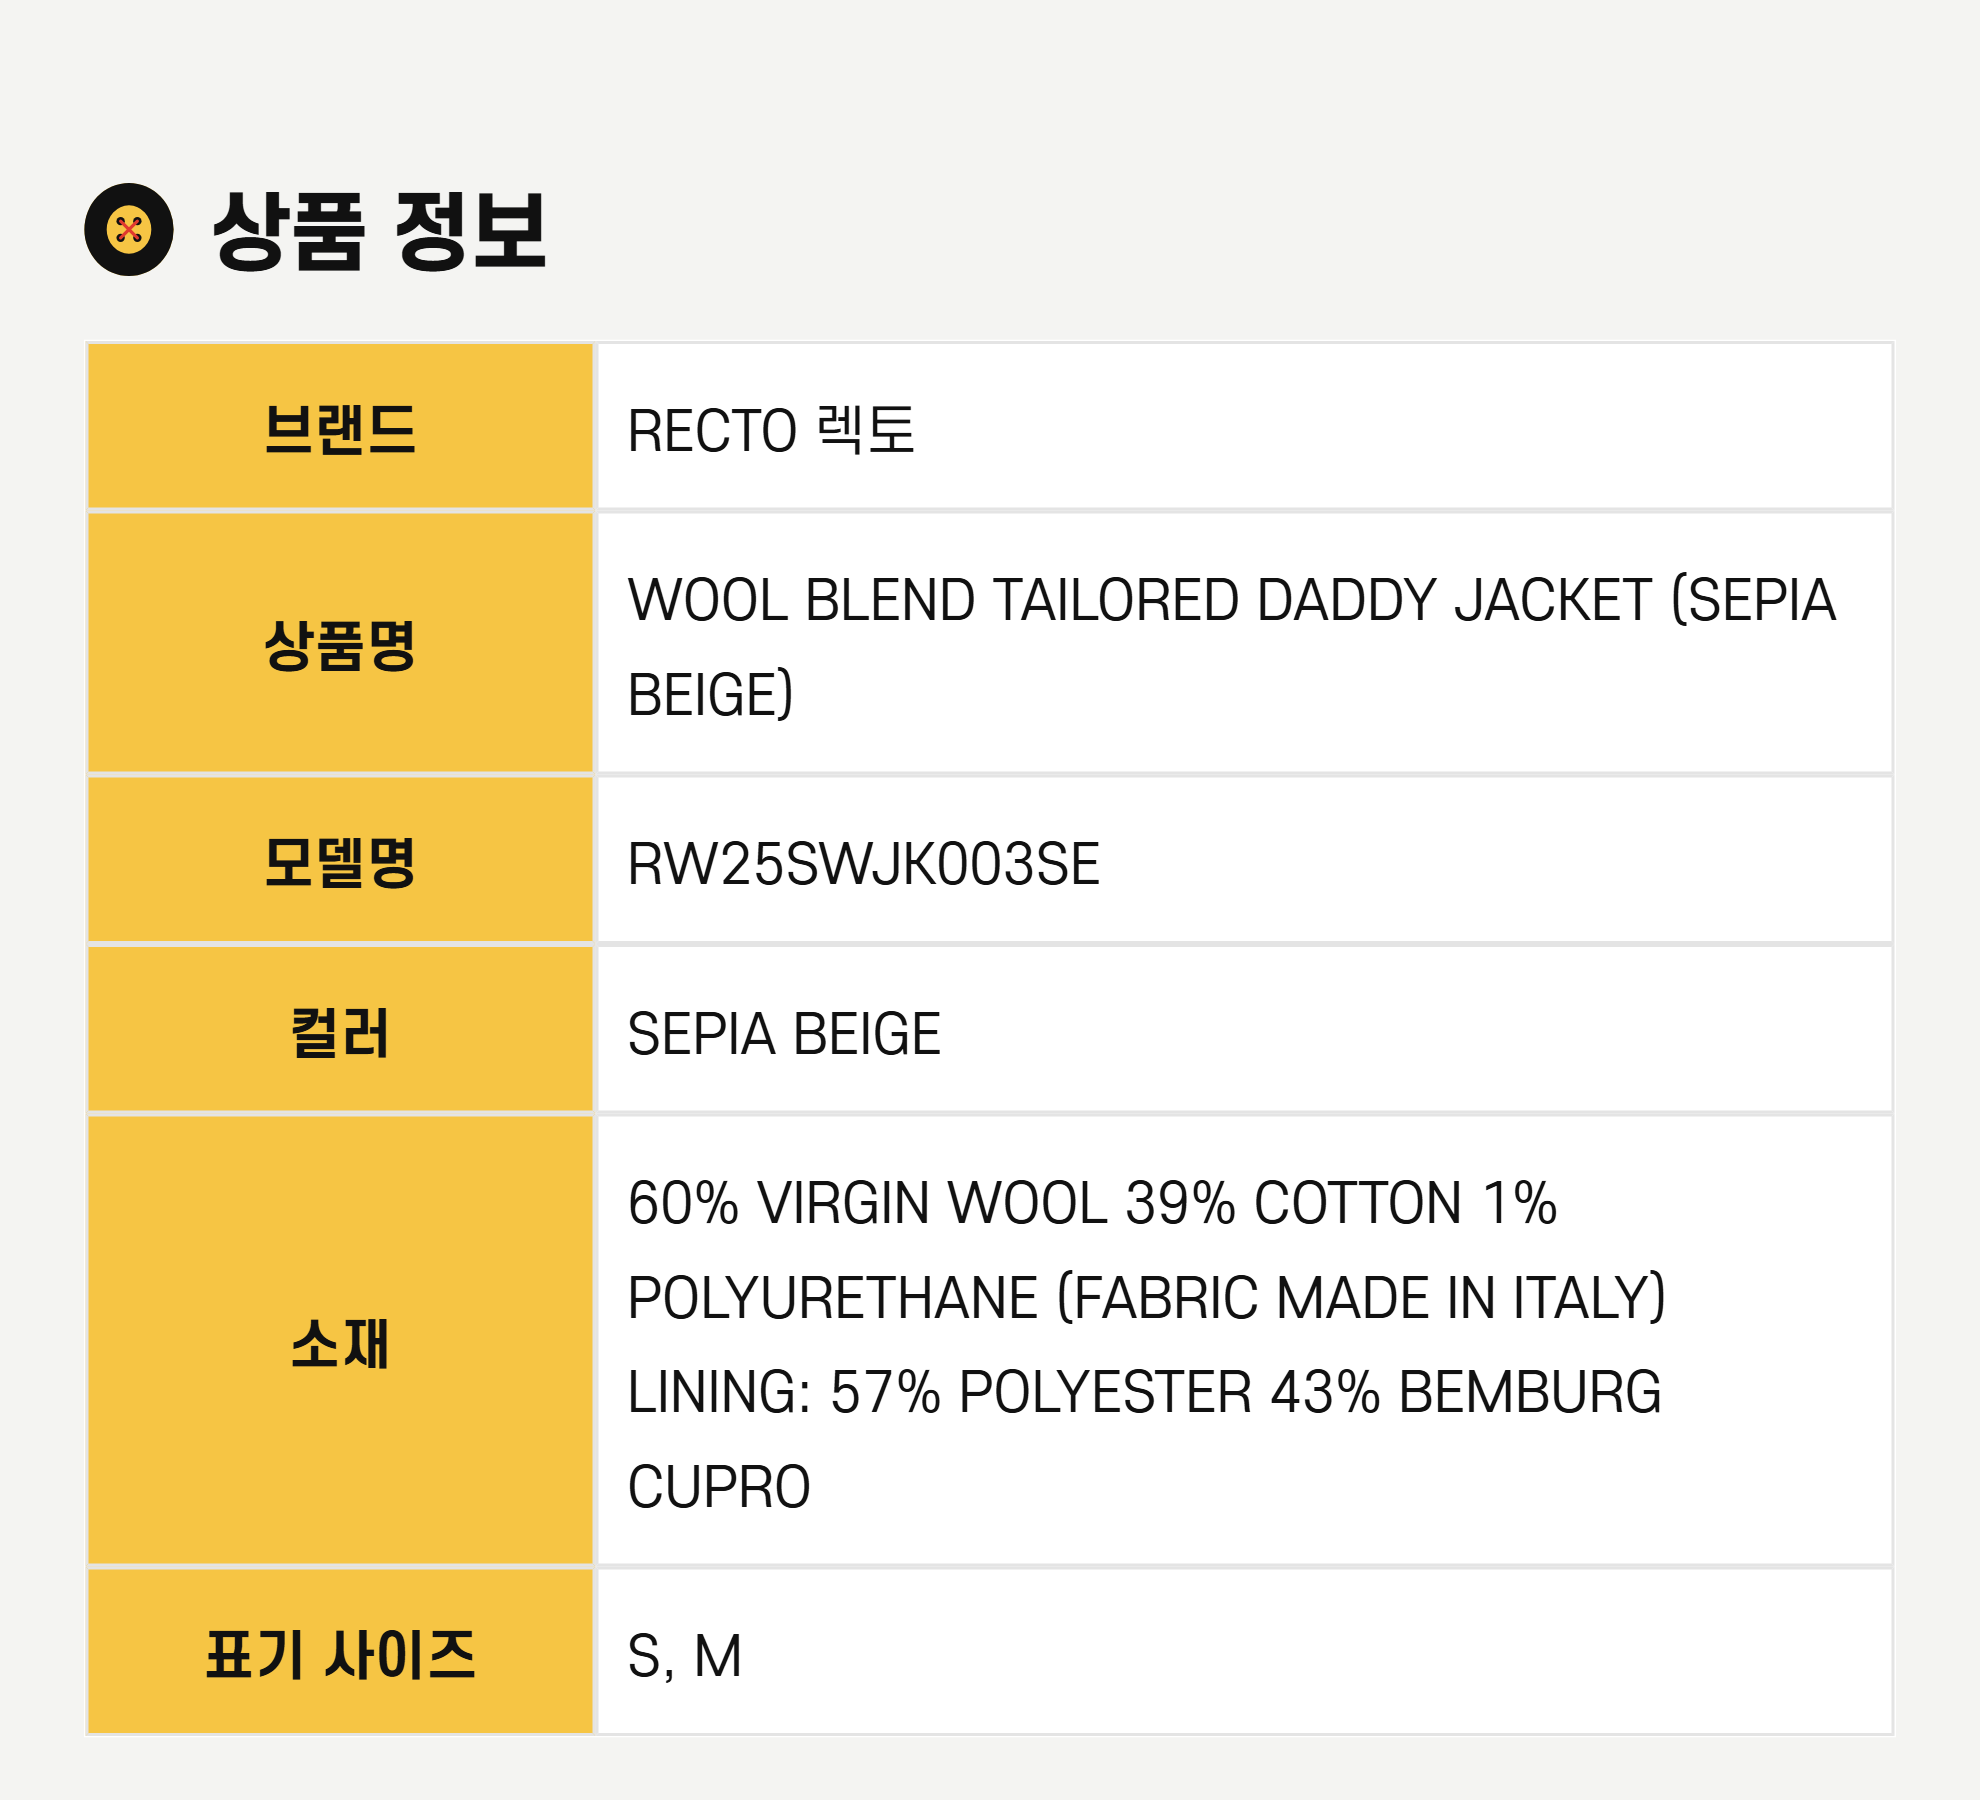 상품 정보
브랜드
RECTO 렉토
상품명
WOOL BLEND TAILORED DADDY JACKET (SEPIA
BEIGE)
모델명
RW25SWJK003SE
컬러
SEPIA BEIGE
소재
60% VIRGIN WOOL 39% COTTON 1%
POLYURETHANE (FABRIC MADE IN ITALY)
LINING: 57% POLYESTER 43% BEMBURG
CUPRO
표기 사이즈
S, M